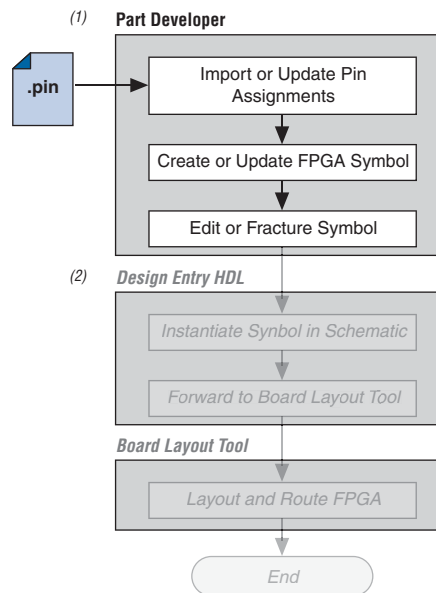 (1) Part Developer
.pin
Import or Update Pin
Assignments
Create or Update FPGA Symbol
Edit or Fracture Symbol
(2) Design Entry HDL
Instantiate Synbol in Schematic
Forward to Board Layout Tool
Board Layout Tool
Layout and Route FPGA
End